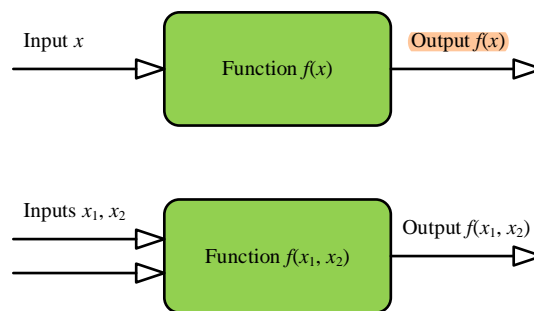 Input x
Function f(x)
Output f(x)
Inputs x₁, x₂
Function f(x₁, x₂)
Output f(x₁, x₂)